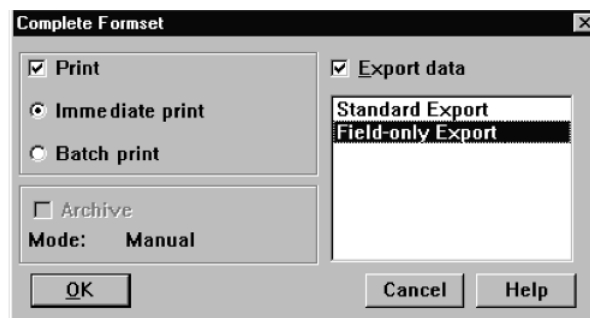 Complete Formset
Print
Immediate print
Batch print
Archive
Mode: Manual
Export data
Standard Export
Field-only Export
OK
Cancel
Help